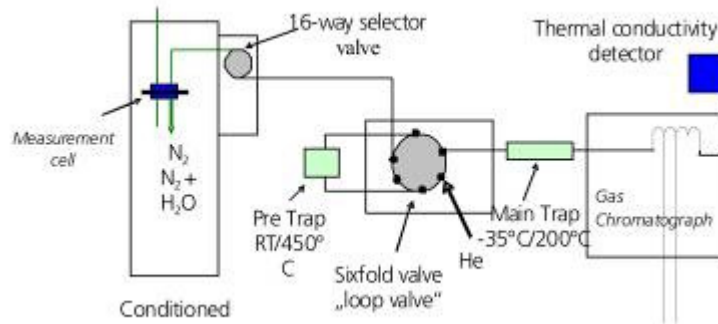 16-way selector
valve
Thermal conductivity
detector
Measurement
cell
N₂
N₂ +
H₂O
Pre Trap
RT/450°
C
Sixfold valve
„loop valve“
He
Main Trap
-35°C/200°C
Gas
Chromatograph
Conditioned